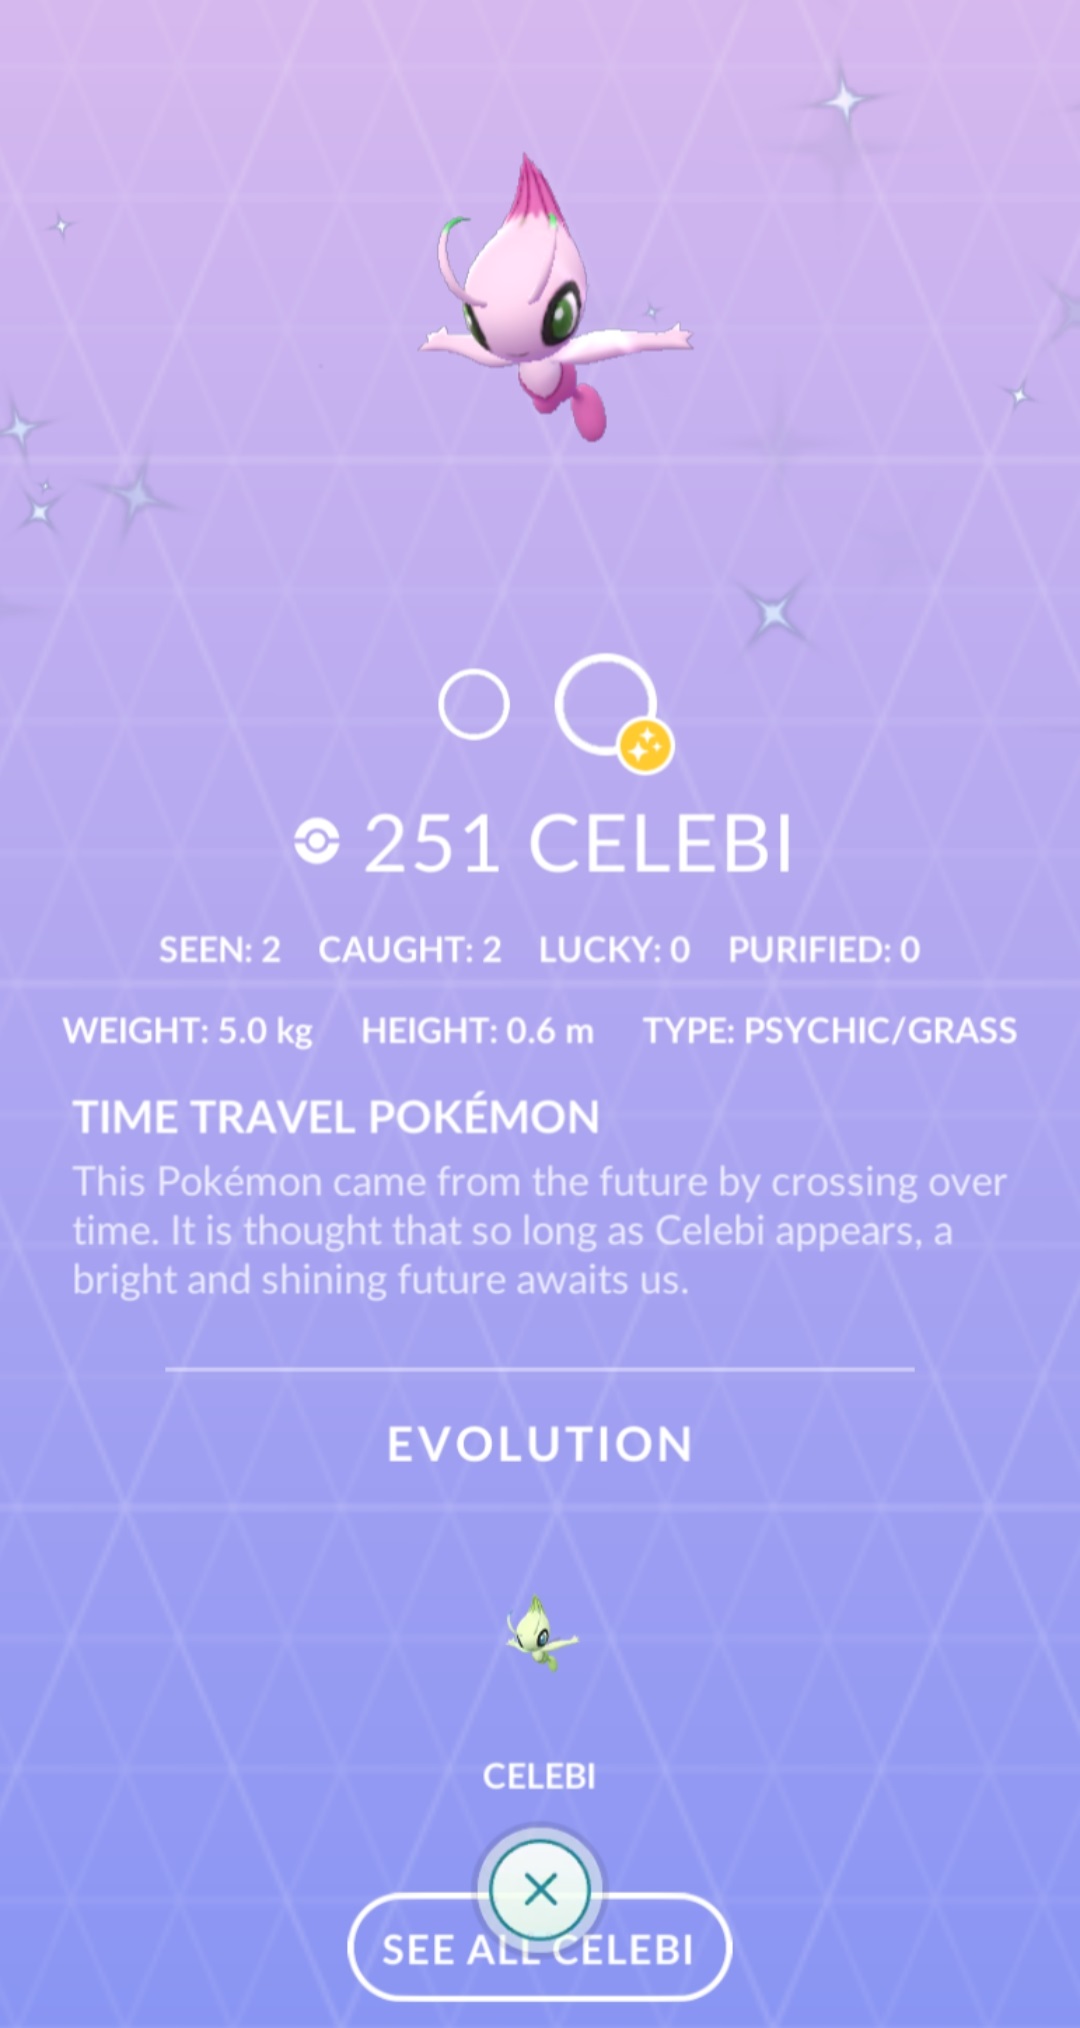 251 CELEBI
SEEN: 2 CAUGHT: 2 LUCKY: 0 PURIFIED: 0
WEIGHT: 5.0 kg HEIGHT: 0.6 m TYPE: PSYCHIC/GRASS
TIME TRAVEL POKÉMON
This Pokémon came from the future by crossing over
time. It is thought that so long as Celebi appears, a
bright and shining future awaits us.
EVOLUTION
CELEBI
SEE ALL CELEBI